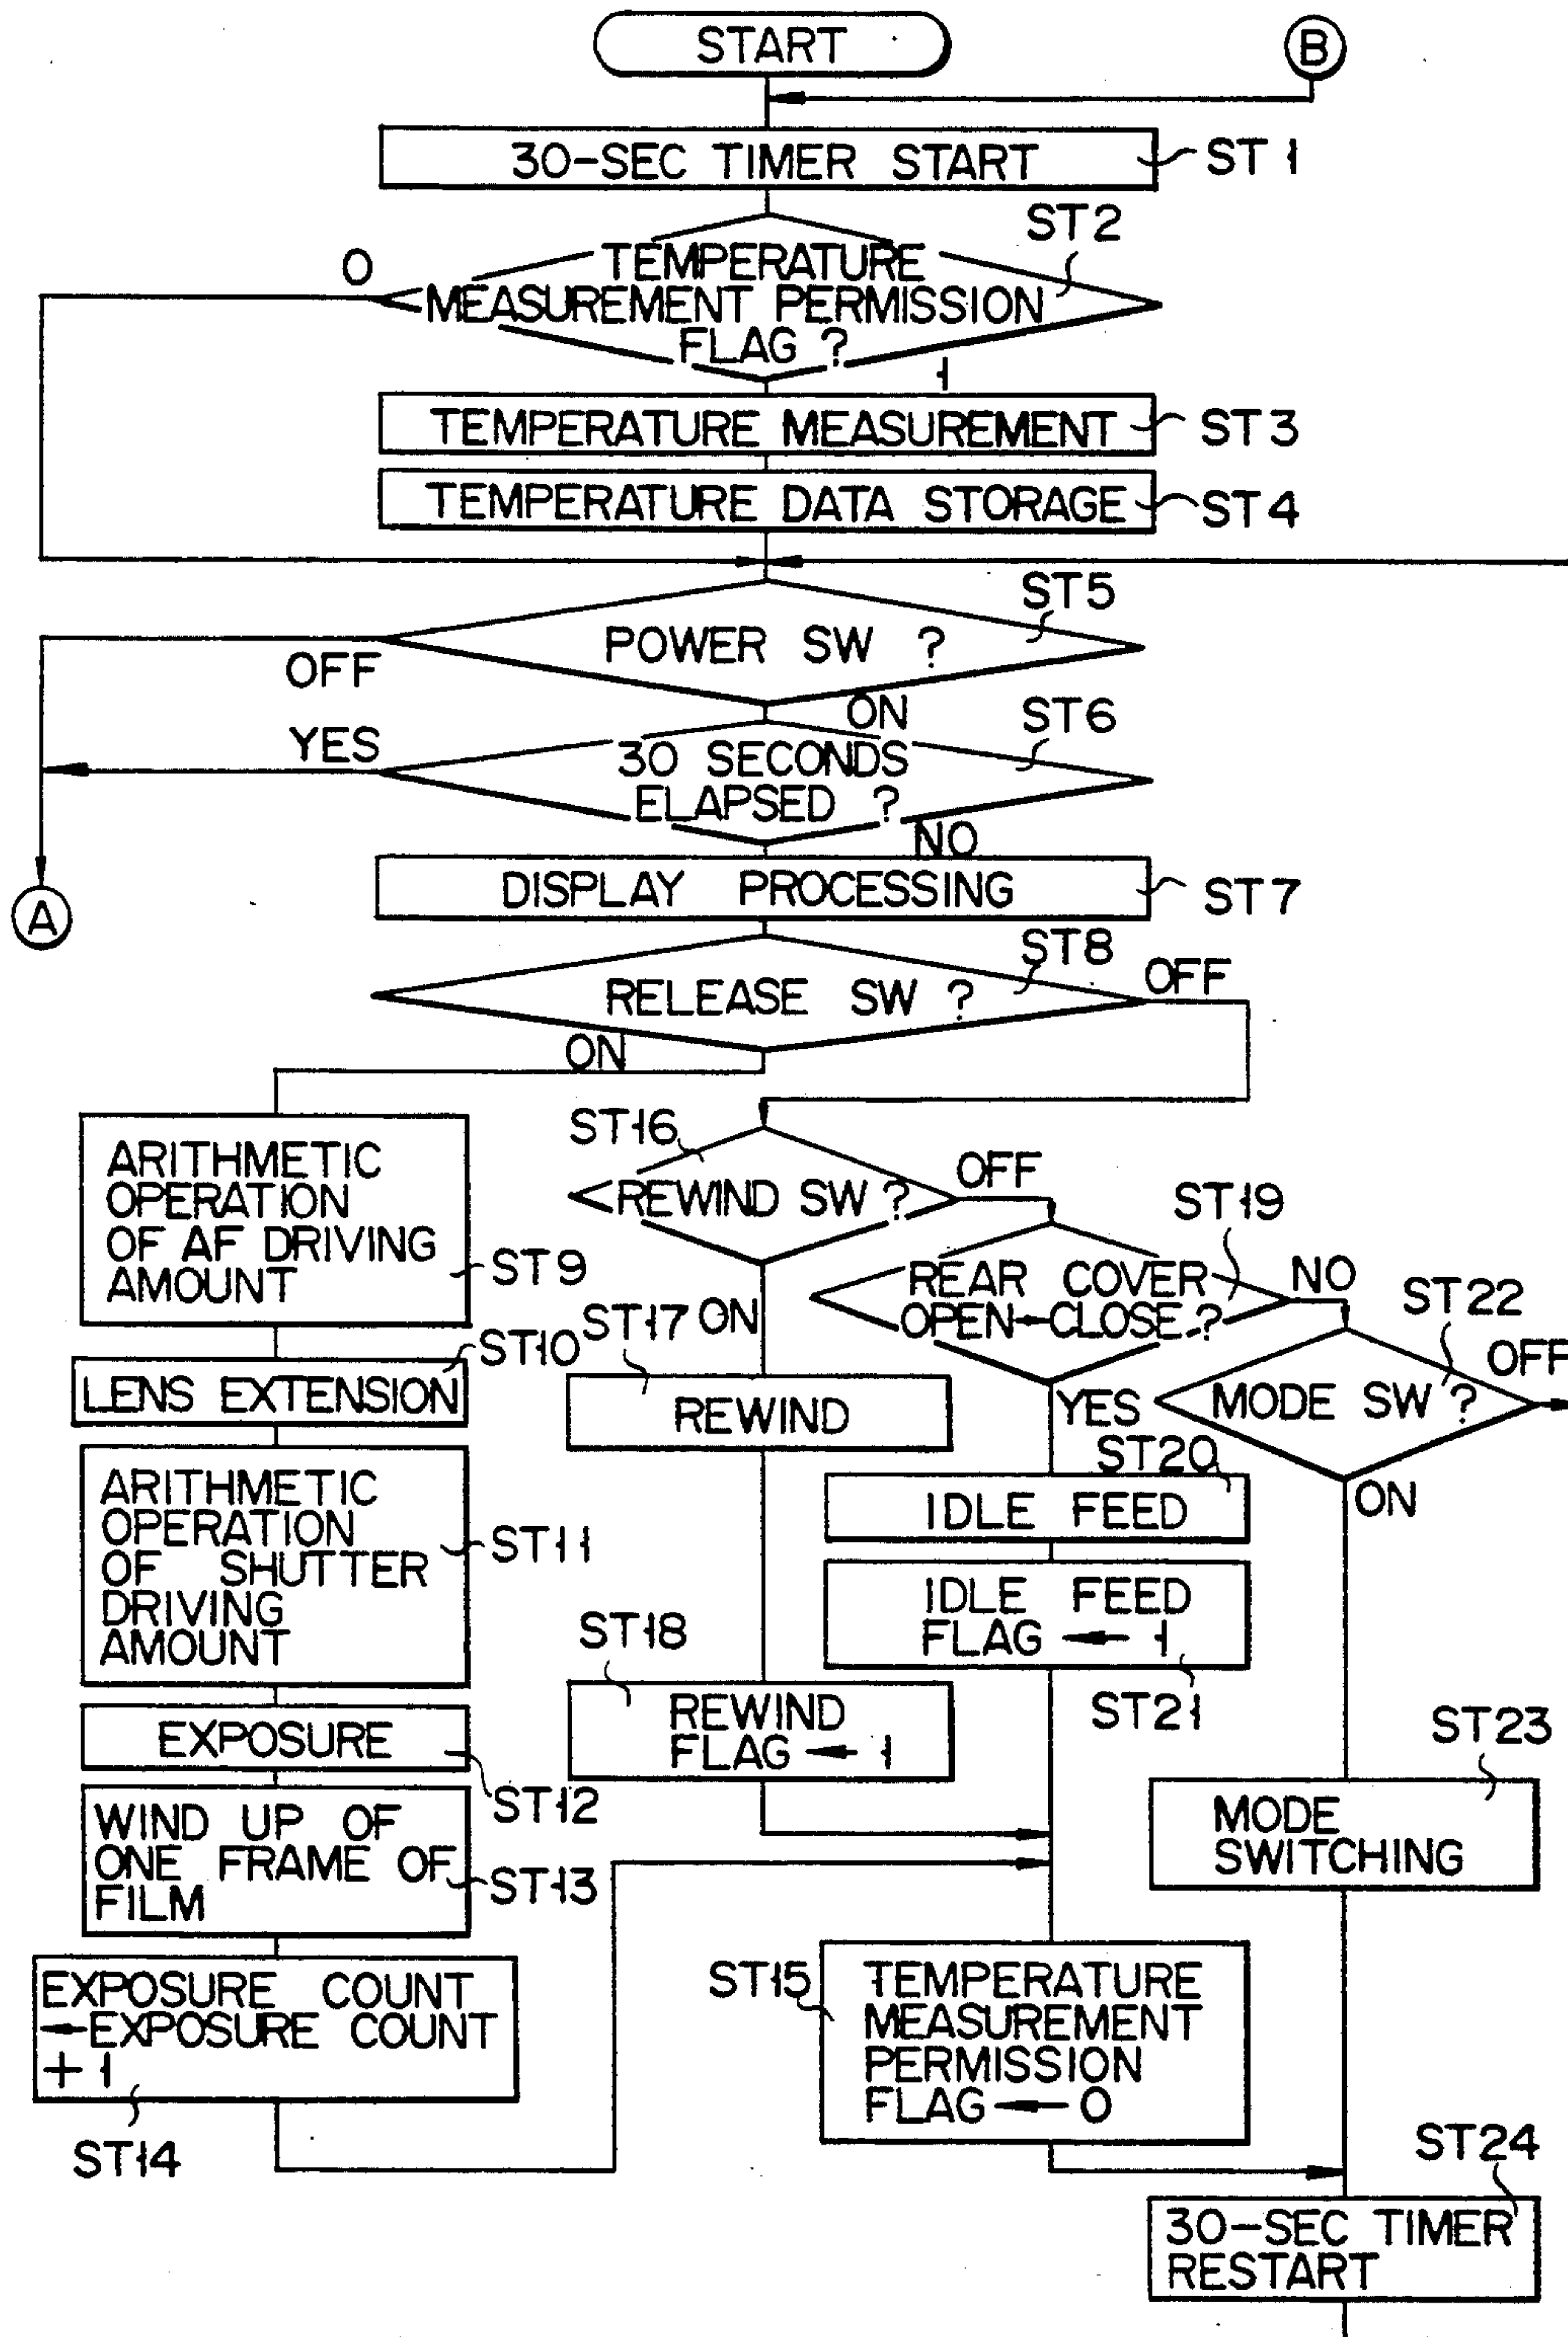 START
B
30-SEC TIMER START
ST1
ST2
0
TEMPERATURE
MEASUREMENT PERMISSION
FLAG ?
1
TEMPERATURE MEASUREMENT
ST3
TEMPERATURE DATA STORAGE
ST4
ST5
POWER SW ?
OFF
ON
ST6
YES
30 SECONDS
ELAPSED ?
NO
DISPLAY PROCESSING
ST7
A
ST8
RELEASE SW ?
OFF
ON
ARITHMETIC
OPERATION
OF AF DRIVING
AMOUNT
ST9
ST10
LENS EXTENSION
ARITHMETIC
OPERATION
OF SHUTTER
DRIVING
AMOUNT
ST11
EXPOSURE
ST12
WIND UP OF
ONE FRAME OF
FILM
ST13
EXPOSURE COUNT
←EXPOSURE COUNT
+1
ST14
ST16
REWIND SW ?
OFF
ON
ST17
REWIND
ST18
REWIND
FLAG ← 1
ST19
REAR COVER
OPEN←CLOSE ?
NO
YES
ST20
IDLE FEED
IDLE FEED
FLAG ← 1
ST21
ST15
TEMPERATURE
MEASUREMENT
PERMISSION
FLAG ← 0
ST22
MODE SW ?
OFF
ON
ST23
MODE
SWITCHING
ST24
30-SEC TIMER
RESTART